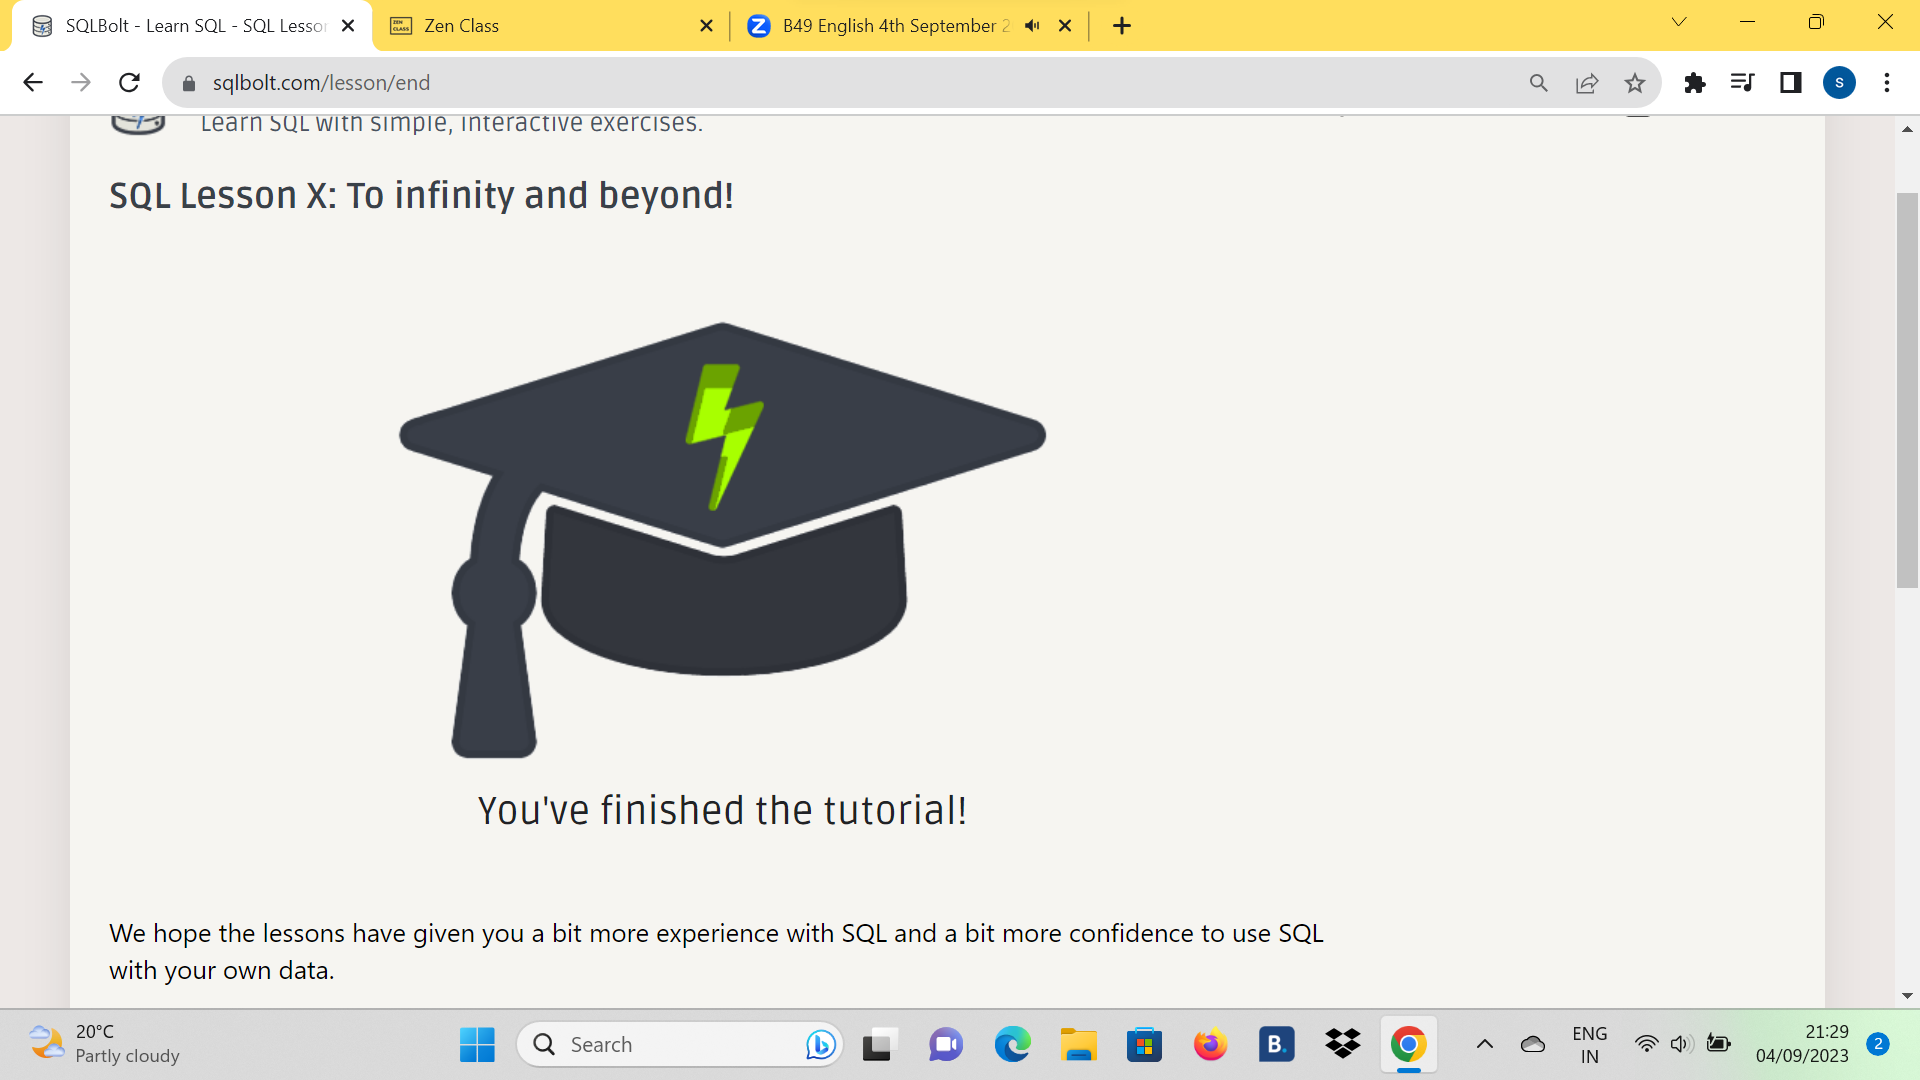 SQLBolt - Learn SQL - SQL Lesson
Zen Class
B49 English 4th September 2
sqlbolt.com/lesson/end
S
Learn SQL with simple, interactive exercises.
SQL Lesson X: To infinity and beyond!
You've finished the tutorial!
We hope the lessons have given you a bit more experience with SQL and a bit more confidence to use SQL
with your own data.
20°C
Partly cloudy
Search
B.
ENG
IN
21:29
04/09/2023
2